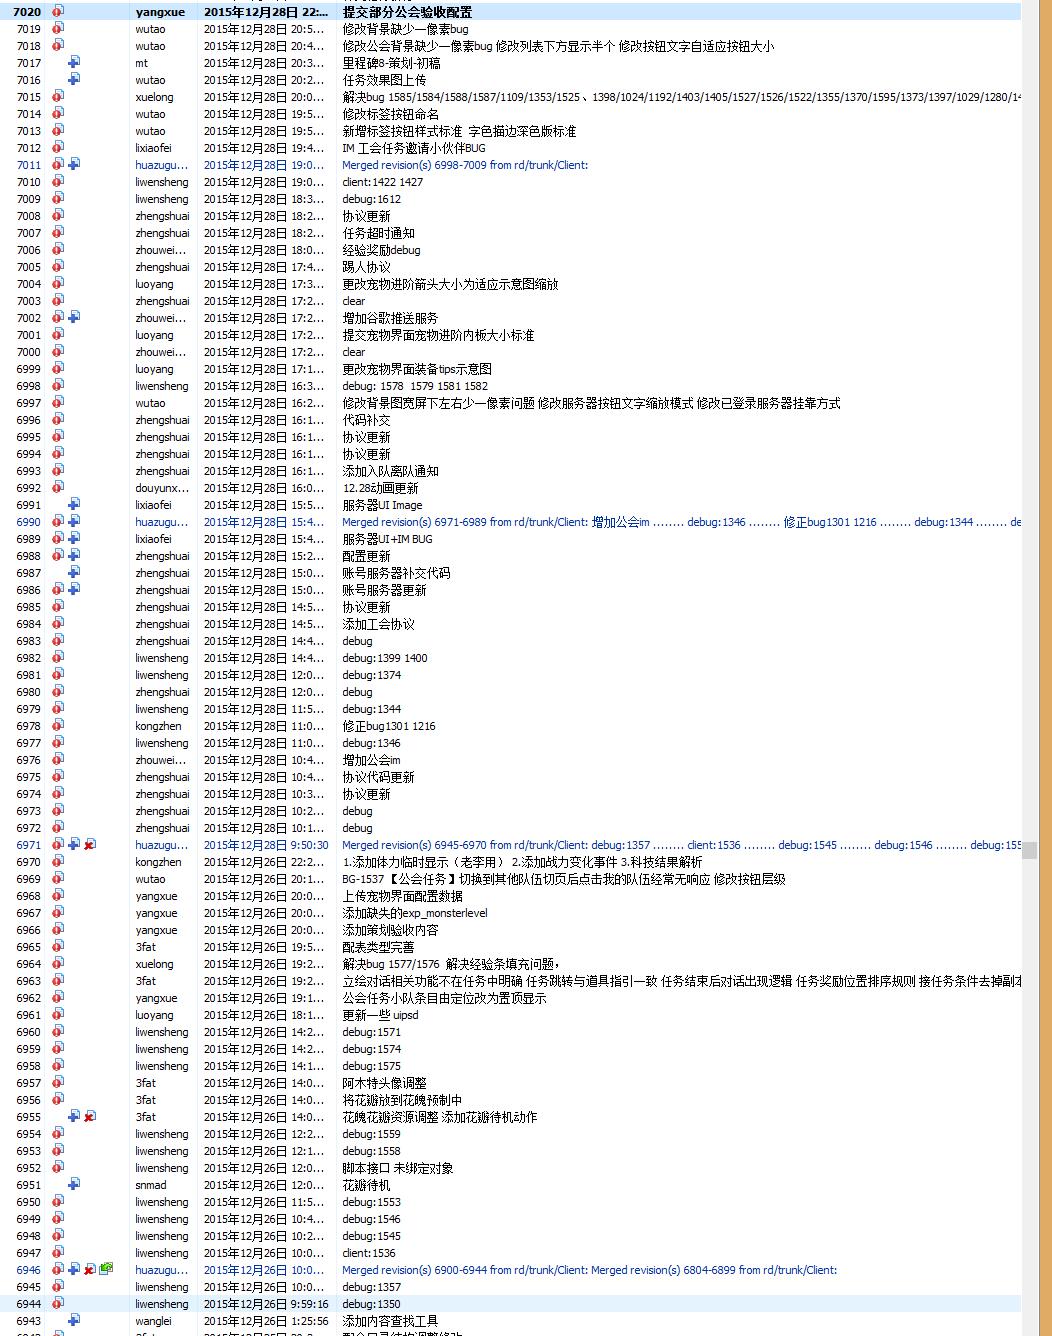 7020 yangxue 2015年12月28日 22:... 提交部分公会验收配置
7019 wutao 2015年12月28日 20:5... 修改背景缺少一像素bug
7018 wutao 2015年12月28日 20:4... 修改公会背景缺少一像素bug 修改列表下方显示半个 修改按钮文字自适应按钮大小
7017 mt 2015年12月28日 20:3... 里程碑8-策划-初稿
7016 wutao 2015年12月28日 20:2... 任务效果图上传
7015 xuelong 2015年12月28日 20:0... 解决bug 1585/1584/1588/1587/1109/1353/1525、1398/1024/1192/1403/1405/1527/1526/1522/1355/1370/1595/1373/1397/1029/1280/14
7014 wutao 2015年12月28日 19:5... 修改标签按钮命名
7013 wutao 2015年12月28日 19:5... 新增标签按钮样式标准 字色描边深色版标准
7012 lixiaofei 2015年12月28日 19:4... IM 工会任务邀请小伙伴BUG
7011 huazugu... 2015年12月28日 19:0... Merged revision(s) 6998-7009 from rd/trunk/Client:
7010 liwensheng 2015年12月28日 19:0... client:1422 1427
7009 liwensheng 2015年12月28日 18:3... debug:1612
7008 zhengshuai 2015年12月28日 18:2... 协议更新
7007 zhengshuai 2015年12月28日 18:2... 任务超时通知
7006 zhouwei... 2015年12月28日 18:0... 经验奖励debug
7005 zhengshuai 2015年12月28日 17:4... 踢人协议
7004 luoyang 2015年12月28日 17:3... 更改宠物进阶箭头大小为适应示意图缩放
7003 zhengshuai 2015年12月28日 17:2... clear
7002 zhouwei... 2015年12月28日 17:2... 增加谷歌推送服务
7001 luoyang 2015年12月28日 17:2... 提交宠物界面宠物进阶内板大小标准
7000 zhouwei... 2015年12月28日 17:2... clear
6999 luoyang 2015年12月28日 17:1... 更改宠物界面装备tips示意图
6998 liwensheng 2015年12月28日 16:3... debug: 1578 1579 1581 1582
6997 wutao 2015年12月28日 16:2... 修改背景图宽屏下左右少一像素问题 修改服务器按钮文字缩放模式 修改已登录服务器挂靠方式
6996 zhengshuai 2015年12月28日 16:1... 代码补交
6995 zhengshuai 2015年12月28日 16:1... 协议更新
6994 zhengshuai 2015年12月28日 16:1... 协议更新
6993 zhengshuai 2015年12月28日 16:1... 添加入队离队通知
6992 douyunx... 2015年12月28日 16:0... 12.28动画更新
6991 lixiaofei 2015年12月28日 15:5... 服务器UI Image
6990 huazugu... 2015年12月28日 15:4... Merged revision(s) 6971-6989 from rd/trunk/Client: 增加公会im ........ debug:1346 ........ 修正bug1301 1216 ........ debug:1344 ........ de
6989 lixiaofei 2015年12月28日 15:4... 服务器UI+IM BUG
6988 zhengshuai 2015年12月28日 15:2... 配置更新
6987 zhengshuai 2015年12月28日 15:0... 账号服务器补交代码
6986 zhengshuai 2015年12月28日 15:0... 账号服务器更新
6985 zhengshuai 2015年12月28日 14:5... 协议更新
6984 zhengshuai 2015年12月28日 14:5... 添加工会协议
6983 zhengshuai 2015年12月28日 14:4... debug
6982 liwensheng 2015年12月28日 14:4... debug:1399 1400
6981 liwensheng 2015年12月28日 12:0... debug:1374
6980 zhengshuai 2015年12月28日 12:0... debug
6979 liwensheng 2015年12月28日 11:5... debug:1344
6978 kongzhen 2015年12月28日 11:0... 修正bug1301 1216
6977 liwensheng 2015年12月28日 11:0... debug:1346
6976 zhouwei... 2015年12月28日 10:4... 增加公会im
6975 zhengshuai 2015年12月28日 10:4... 协议代码更新
6974 zhengshuai 2015年12月28日 10:3... 协议更新
6973 zhengshuai 2015年12月28日 10:2... debug
6972 zhengshuai 2015年12月28日 10:1... debug
6971 huazugu... 2015年12月28日 9:50:30 Merged revision(s) 6945-6970 from rd/trunk/Client: debug:1357 ........ client:1536 ........ debug:1545 ........ debug:1546 ........ debug:155
6970 kongzhen 2015年12月26日 22:2... 1.添加体力临时显示（老李用） 2.添加战力变化事件 3.科技结果解析
6969 wutao 2015年12月26日 20:1... BG-1537 【公会任务】切换到其他队伍切页后点击我的队伍经常无响应 修改按钮层级
6968 yangxue 2015年12月26日 20:0... 上传宠物界面配置数据
6967 yangxue 2015年12月26日 20:0... 添加缺失的exp_monsterlevel
6966 yangxue 2015年12月26日 20:0... 添加策划验收内容
6965 3fat 2015年12月26日 19:5... 配表类型完善
6964 xuelong 2015年12月26日 19:2... 解决bug 1577/1576 解决经验条填充问题，
6963 3fat 2015年12月26日 19:2... 立绘对话相关功能不在任务中明确 任务跳转与道具指引一致 任务结束后对话出现逻辑 任务奖励位置排序规则 接任务条件去掉副本
6962 yangxue 2015年12月26日 19:1... 公会任务小队条目由定位改为置顶显示
6961 luoyang 2015年12月26日 18:1... 更新一些 uipsd
6960 liwensheng 2015年12月26日 14:2... debug:1571
6959 liwensheng 2015年12月26日 14:2... debug:1574
6958 liwensheng 2015年12月26日 14:1... debug:1575
6957 3fat 2015年12月26日 14:0... 阿木特头像调整
6956 3fat 2015年12月26日 14:0... 将花瓣放到花魄预制中
6955 3fat 2015年12月26日 14:0... 花魄花瓣资源调整 添加花瓣待机动作
6954 liwensheng 2015年12月26日 12:2... debug:1559
6953 liwensheng 2015年12月26日 12:1... debug:1558
6952 liwensheng 2015年12月26日 12:0... 脚本接口 未绑定对象
6951 snmad 2015年12月26日 12:0... 花瓣待机
6950 liwensheng 2015年12月26日 11:5... debug:1553
6949 liwensheng 2015年12月26日 10:4... debug:1546
6948 liwensheng 2015年12月26日 10:2... debug:1545
6947 liwensheng 2015年12月26日 10:0... client:1536
6946 huazugu... 2015年12月26日 10:0... Merged revision(s) 6900-6944 from rd/trunk/Client: Merged revision(s) 6804-6899 from rd/trunk/Client:
6945 liwensheng 2015年12月26日 10:0... debug:1357
6944 liwensheng 2015年12月26日 9:59:16 debug:1350
6943 wanglei 2015年12月26日 1:25:56 添加内容查找工具